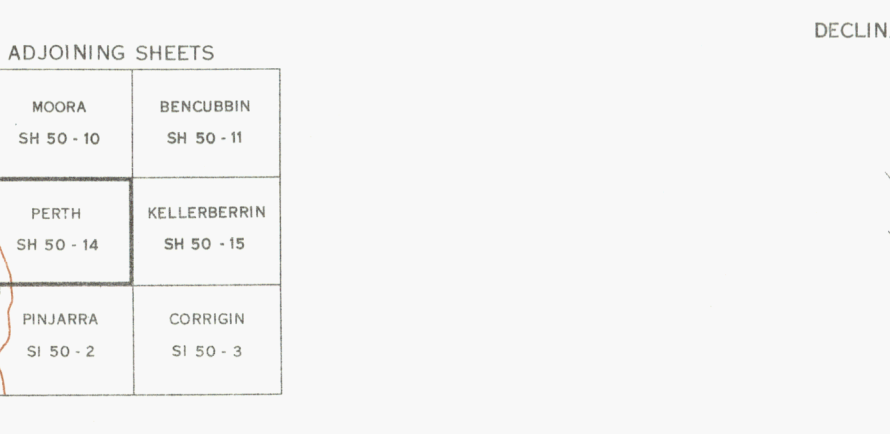 ADJOINING SHEETS
MOORA
SH 50 - 10
BENCUBBIN
SH 50 - 11
PERTH
SH 50 - 14
KELLERBERRIN
SH 50 - 15
PINJARRA
SI 50 - 2
CORRIGIN
SI 50 - 3
DECLIN